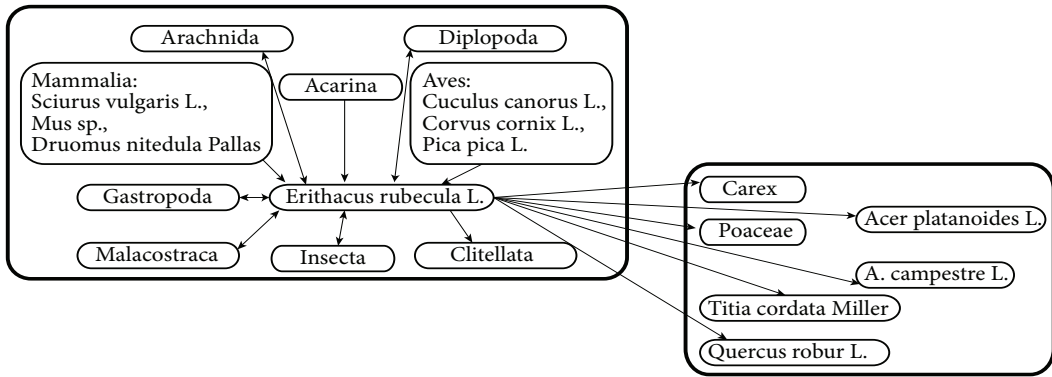 Arachnida
Diplopoda
Mammalia:
Sciurus vulgaris L.,
Mus sp.,
Druomus nitedula Pallas
Acarina
Aves:
Cuculus canorus L.,
Corvus cornix L.,
Pica pica L.
Gastropoda
Erithacus rubecula L.
Malacostraca
Insecta
Clitellata
Carex
Acer platanoides L.
Poaceae
A. campestre L.
Titia cordata Miller
Quercus robur L.